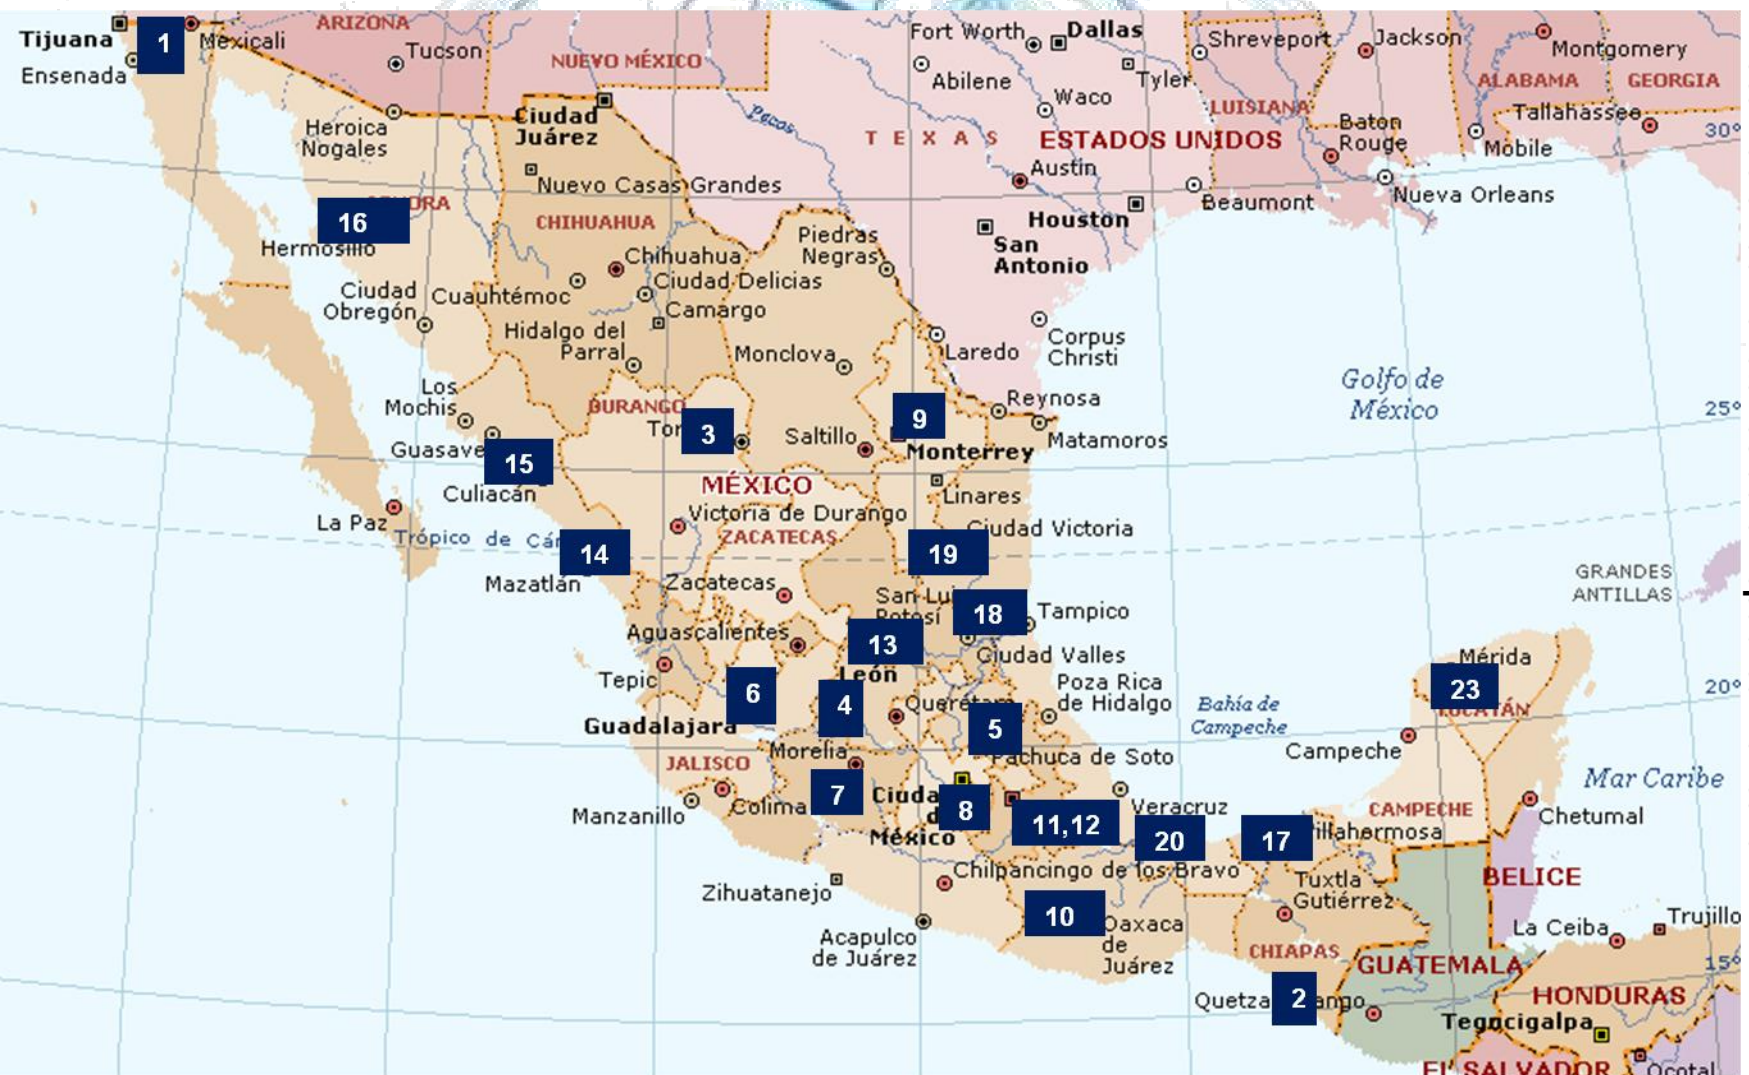 ARIZONA
Tijuana
1
Mexicali
Ensenada
Tucson
NUEVO MÉXICO
Fort Worth
Dallas
Abilene
Tyler
Waco
Shreveport
Jackson
Montgomery
ALABAMA
GEORGIA
LUISIANA
Tallahassee
Ciudad
Juárez
Pecos
TEXAS
ESTADOS UNIDOS
Baton
Rouge
Mobile
30°
Heroica
Nogales
Nuevo Casas Grandes
Austin
Beaumont
Nueva Orleans
16
Hermosillo
CHIHUAHUA
Houston
San
Antonio
Piedras
Negras
Chihuahua
Ciudad Delicias
Ciudad
Obregón
Cuauhtémoc
Camargo
Hidalgo del
Parral
Monclova
Laredo
Corpus
Christi
Golfo de
México
Los
Mochis
DURANGO
3
Saltillo
9
Reynosa
25°
Monterrey
Matamoros
Guasave
15
Culiacán
MÉXICO
Linares
La Paz
Victoria de Durango
Ciudad Victoria
Trópico de
14
ZACATECAS
19
Mazatlán
Zacatecas
San
18
Tampico
GRANDES
ANTILLAS
Aguascalientes
13
Ciudad Valles
León
Tepic
6
4
Querétaro
5
Poza Rica
de Hidalgo
Bahía de
Campeche
Mérida
23
YUCATÁN
20°
Guadalajara
Morelia
Pachuca de Soto
Campeche
JALISCO
7
Ciudad
de
México
8
Mar Caribe
Manzanillo
Colima
11,12
Veracruz
20
17
Villahermosa
CAMPECHE
Chetumal
Chilpancingo de los Bravo
Zihuatanejo
Tuxtla
Gutiérrez
BELICE
10
Oaxaca
de
Juárez
Acapulco
de Juárez
CHIAPAS
La Ceiba
Trujillo
GUATEMALA
15°
2
HONDURAS
Tegucigalpa
EL SALVADOR
Ocotal